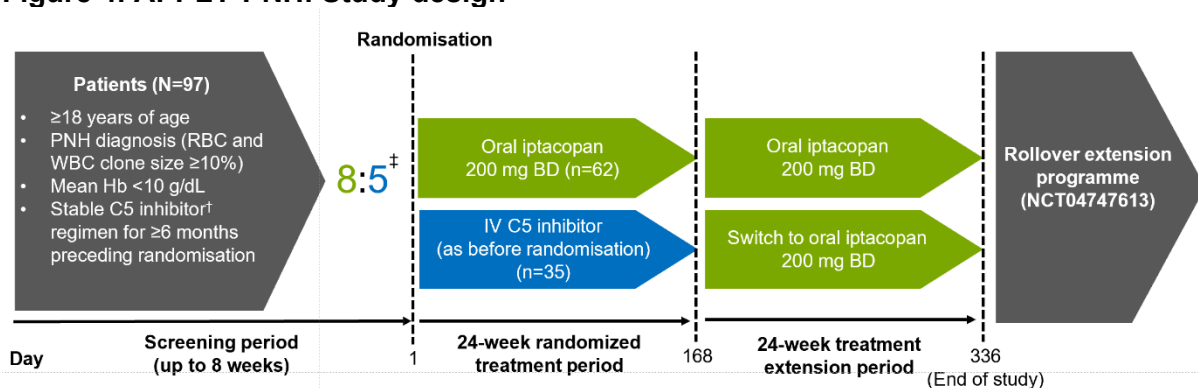 Randomisation
Patients (N=97)
• ≥18 years of age
• PNH diagnosis (RBC and
WBC clone size ≥10%)
• Mean Hb <10 g/dL
• Stable C5 inhibitor†
regimen for ≥6 months
preceding randomisation
8:5‡
Oral iptacopan
200 mg BD (n=62)
IV C5 inhibitor
(as before randomisation)
(n=35)
Oral iptacopan
200 mg BD
Switch to oral iptacopan
200 mg BD
Rollover extension
programme
(NCT04747613)
Day
Screening period
(up to 8 weeks)
1
24-week randomized
treatment period
168
24-week treatment
extension period
336
(End of study)